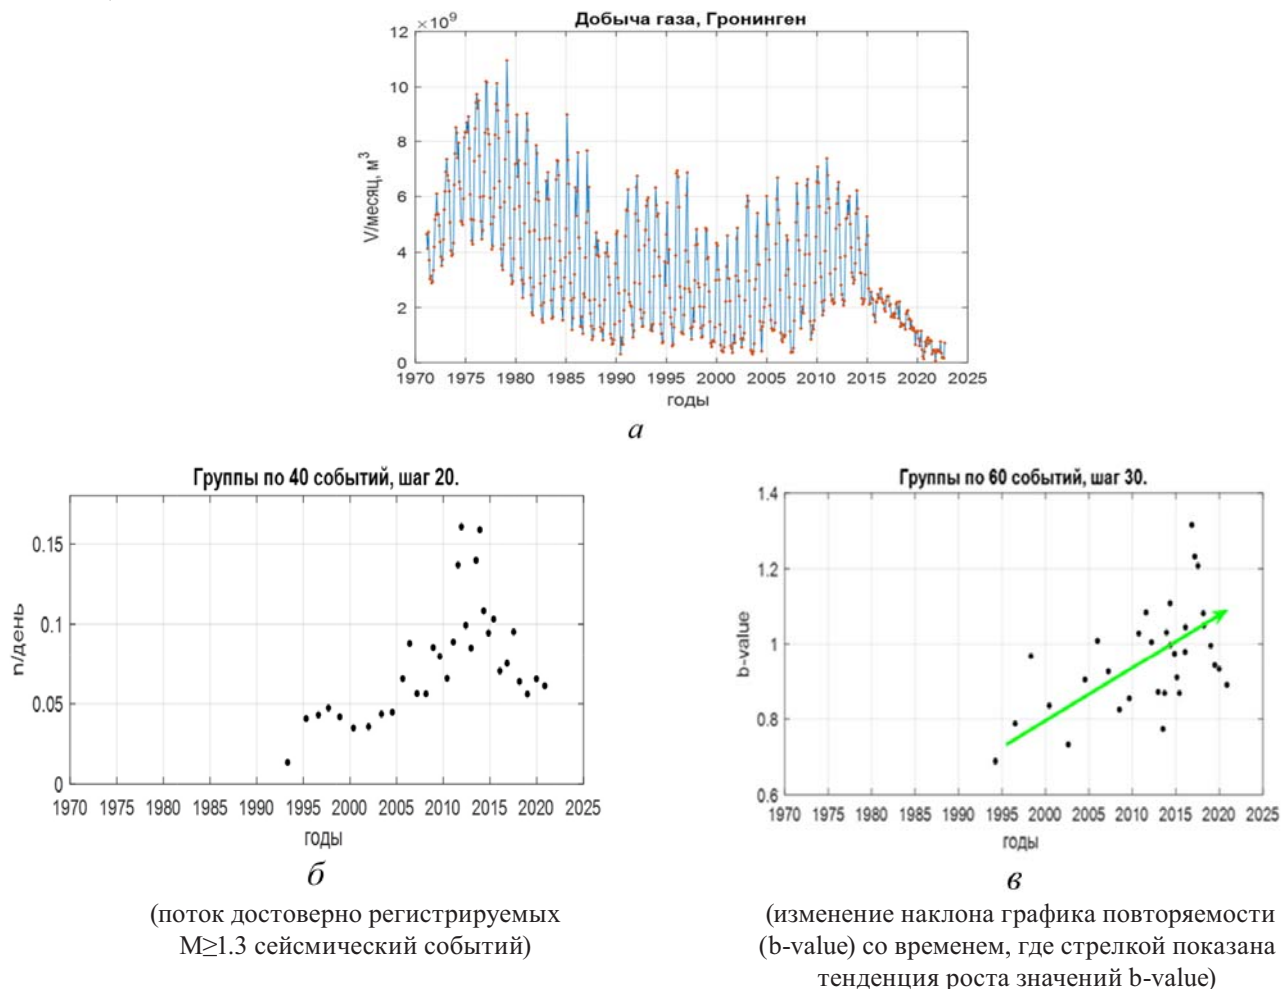 Добыча газа, Гронинген
×10⁹
12
10
8
6
4
2
0
V/месяц, м³
1970 1975 1980 1985 1990 1995 2000 2005 2010 2015 2020 2025
годы
а
Группы по 40 событий, шаг 20.
0.15
0.1
0.05
0
n/день
1970 1975 1980 1985 1990 1995 2000 2005 2010 2015 2020 2025
годы
б
(поток достоверно регистрируемых
M≥1.3 сейсмический событий)
Группы по 60 событий, шаг 30.
1.4
1.2
1
0.8
0.6
b-value
1970 1975 1980 1985 1990 1995 2000 2005 2010 2015 2020 2025
годы
в
(изменение наклона графика повторяемости
(b-value) со временем, где стрелкой показана
тенденция роста значений b-value)